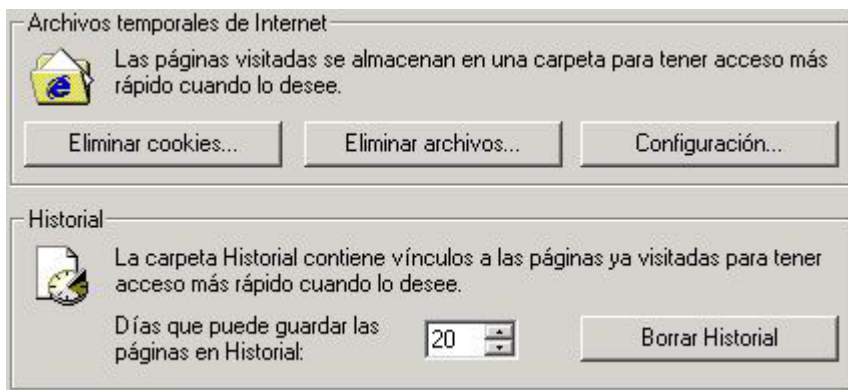 Archivos temporales de Internet
Las páginas visitadas se almacenan en una carpeta para tener acceso más
rápido cuando lo desee.
Eliminar cookies... Eliminar archivos... Configuración...
Historial
La carpeta Historial contiene vínculos a las páginas ya visitadas para tener
acceso más rápido cuando lo desee.
Días que puede guardar las
páginas en Historial: 20 Borrar Historial